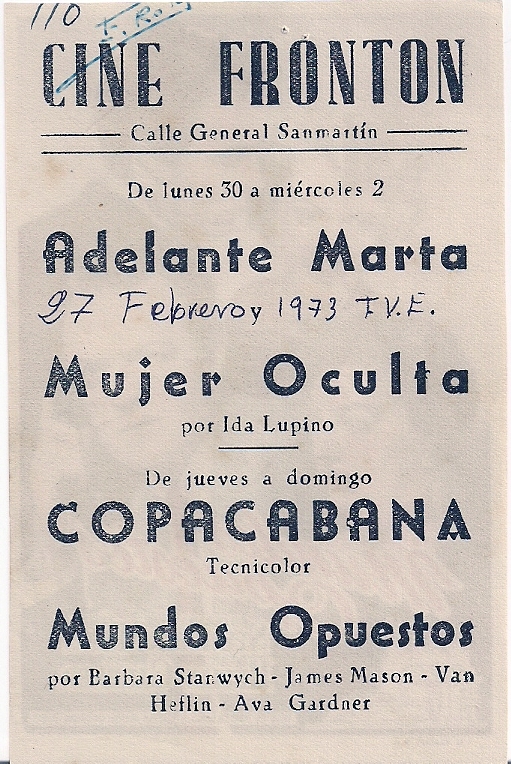 110
F. Ro
CINE FRONTON
Calle General Sanmartín
De lunes 30 a miércoles 2
Adelante Marta
27 Febrero y 1973 T.V.E.
Mujer Oculta
por Ida Lupino
De jueves a domingo
COPACABANA
Tecnicolor
Mundos Opuestos
por Barbara Stanwych - James Mason - Van
Heflin - Ava Gardner